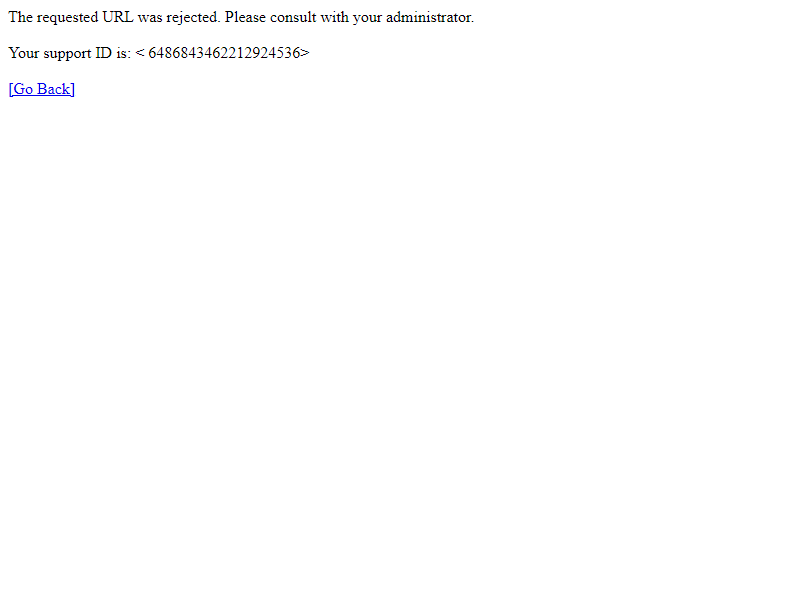 The requested URL was rejected. Please consult with your administrator.
Your support ID is: < 6486843462212924536>
[Go Back]